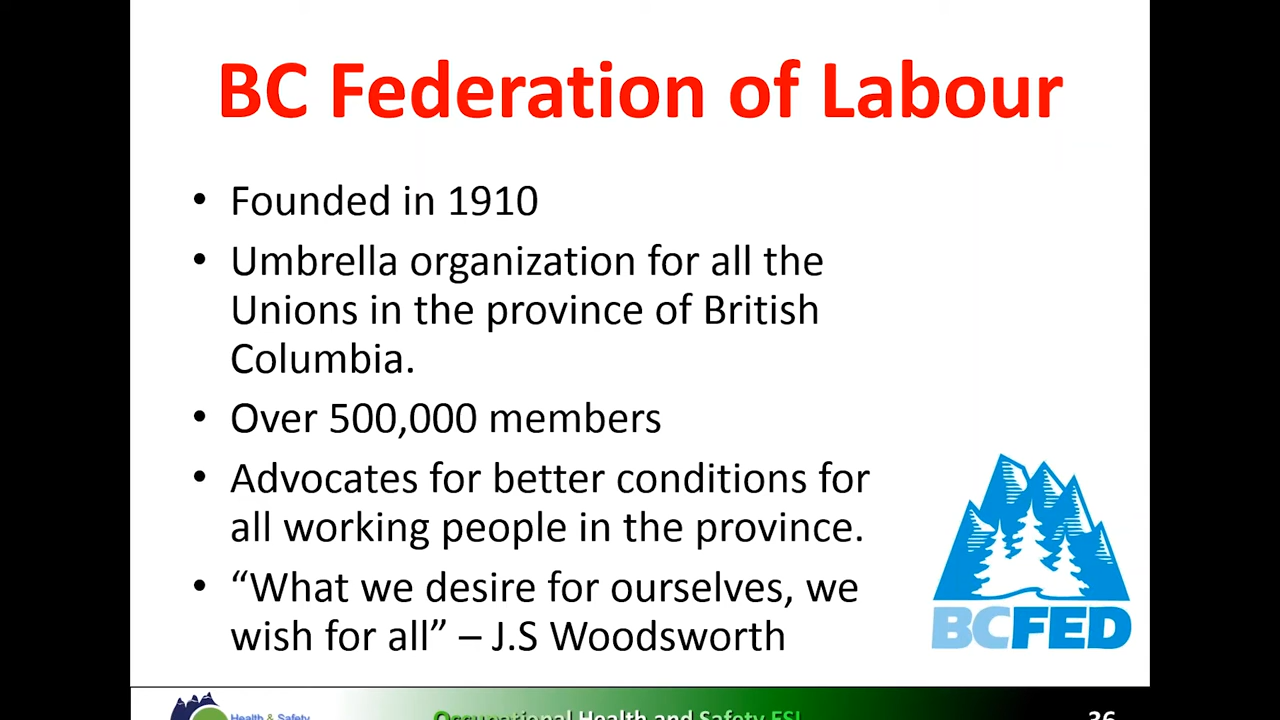 BC Federation of Labour
• Founded in 1910
• Umbrella organization for all the
Unions in the province of British
Columbia.
• Over 500,000 members
• Advocates for better conditions for
all working people in the province.
• “What we desire for ourselves, we
wish for all” – J.S Woodsworth
BCFED
Health & Safety
Occupational Health and Safety ESL
36